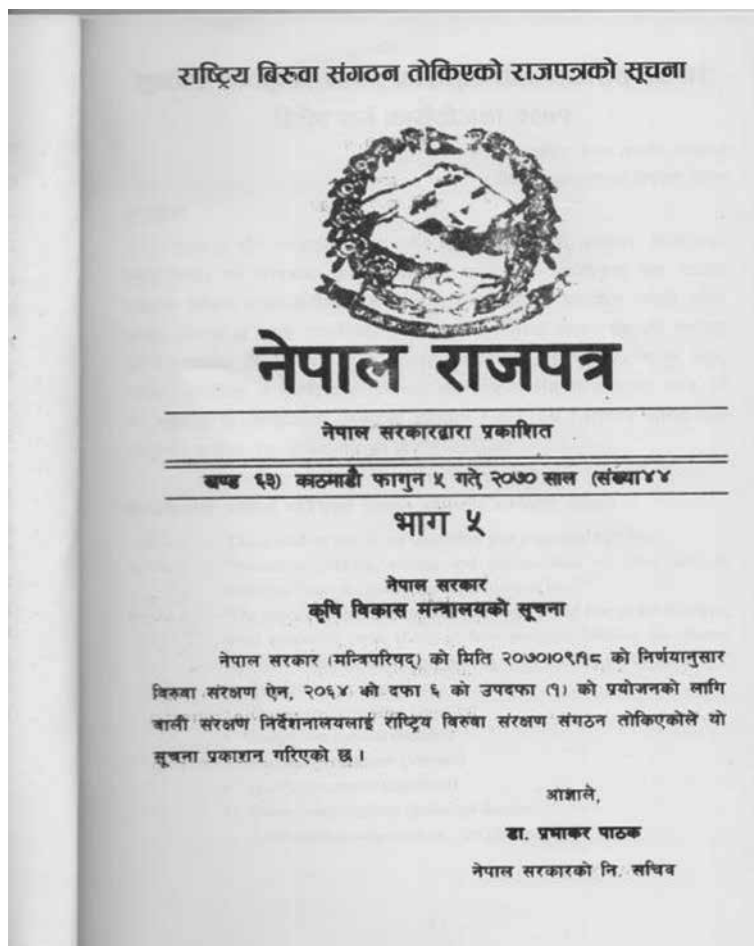 राष्ट्रिय बिरुवा संगठन तोकिएको राजपत्रको सूचना
नेपाल राजपत्र
नेपाल सरकारद्वारा प्रकाशित
खण्ड ६३) काठमाडौं फागुन ५ गते, २०७० साल (संख्या४४
भाग ५
नेपाल सरकार
कृषि विकास मन्त्रालयको सूचना
नेपाल सरकार (मन्त्रिपरिषद्) को मिति २०७०।०९।१८ को निर्णयानुसार
बिरुवा संरक्षण ऐन, २०६४ को दफा ६ को उपदफा (१) को प्रयोजनको लागि
बाली संरक्षण निर्देशनालयलाई राष्ट्रिय बिरुवा संरक्षण संगठन तोकिएकोले यो
सूचना प्रकाशन गरिएको छ ।
आज्ञाले,
डा. प्रभाकर पाठक
नेपाल सरकारको नि. सचिव